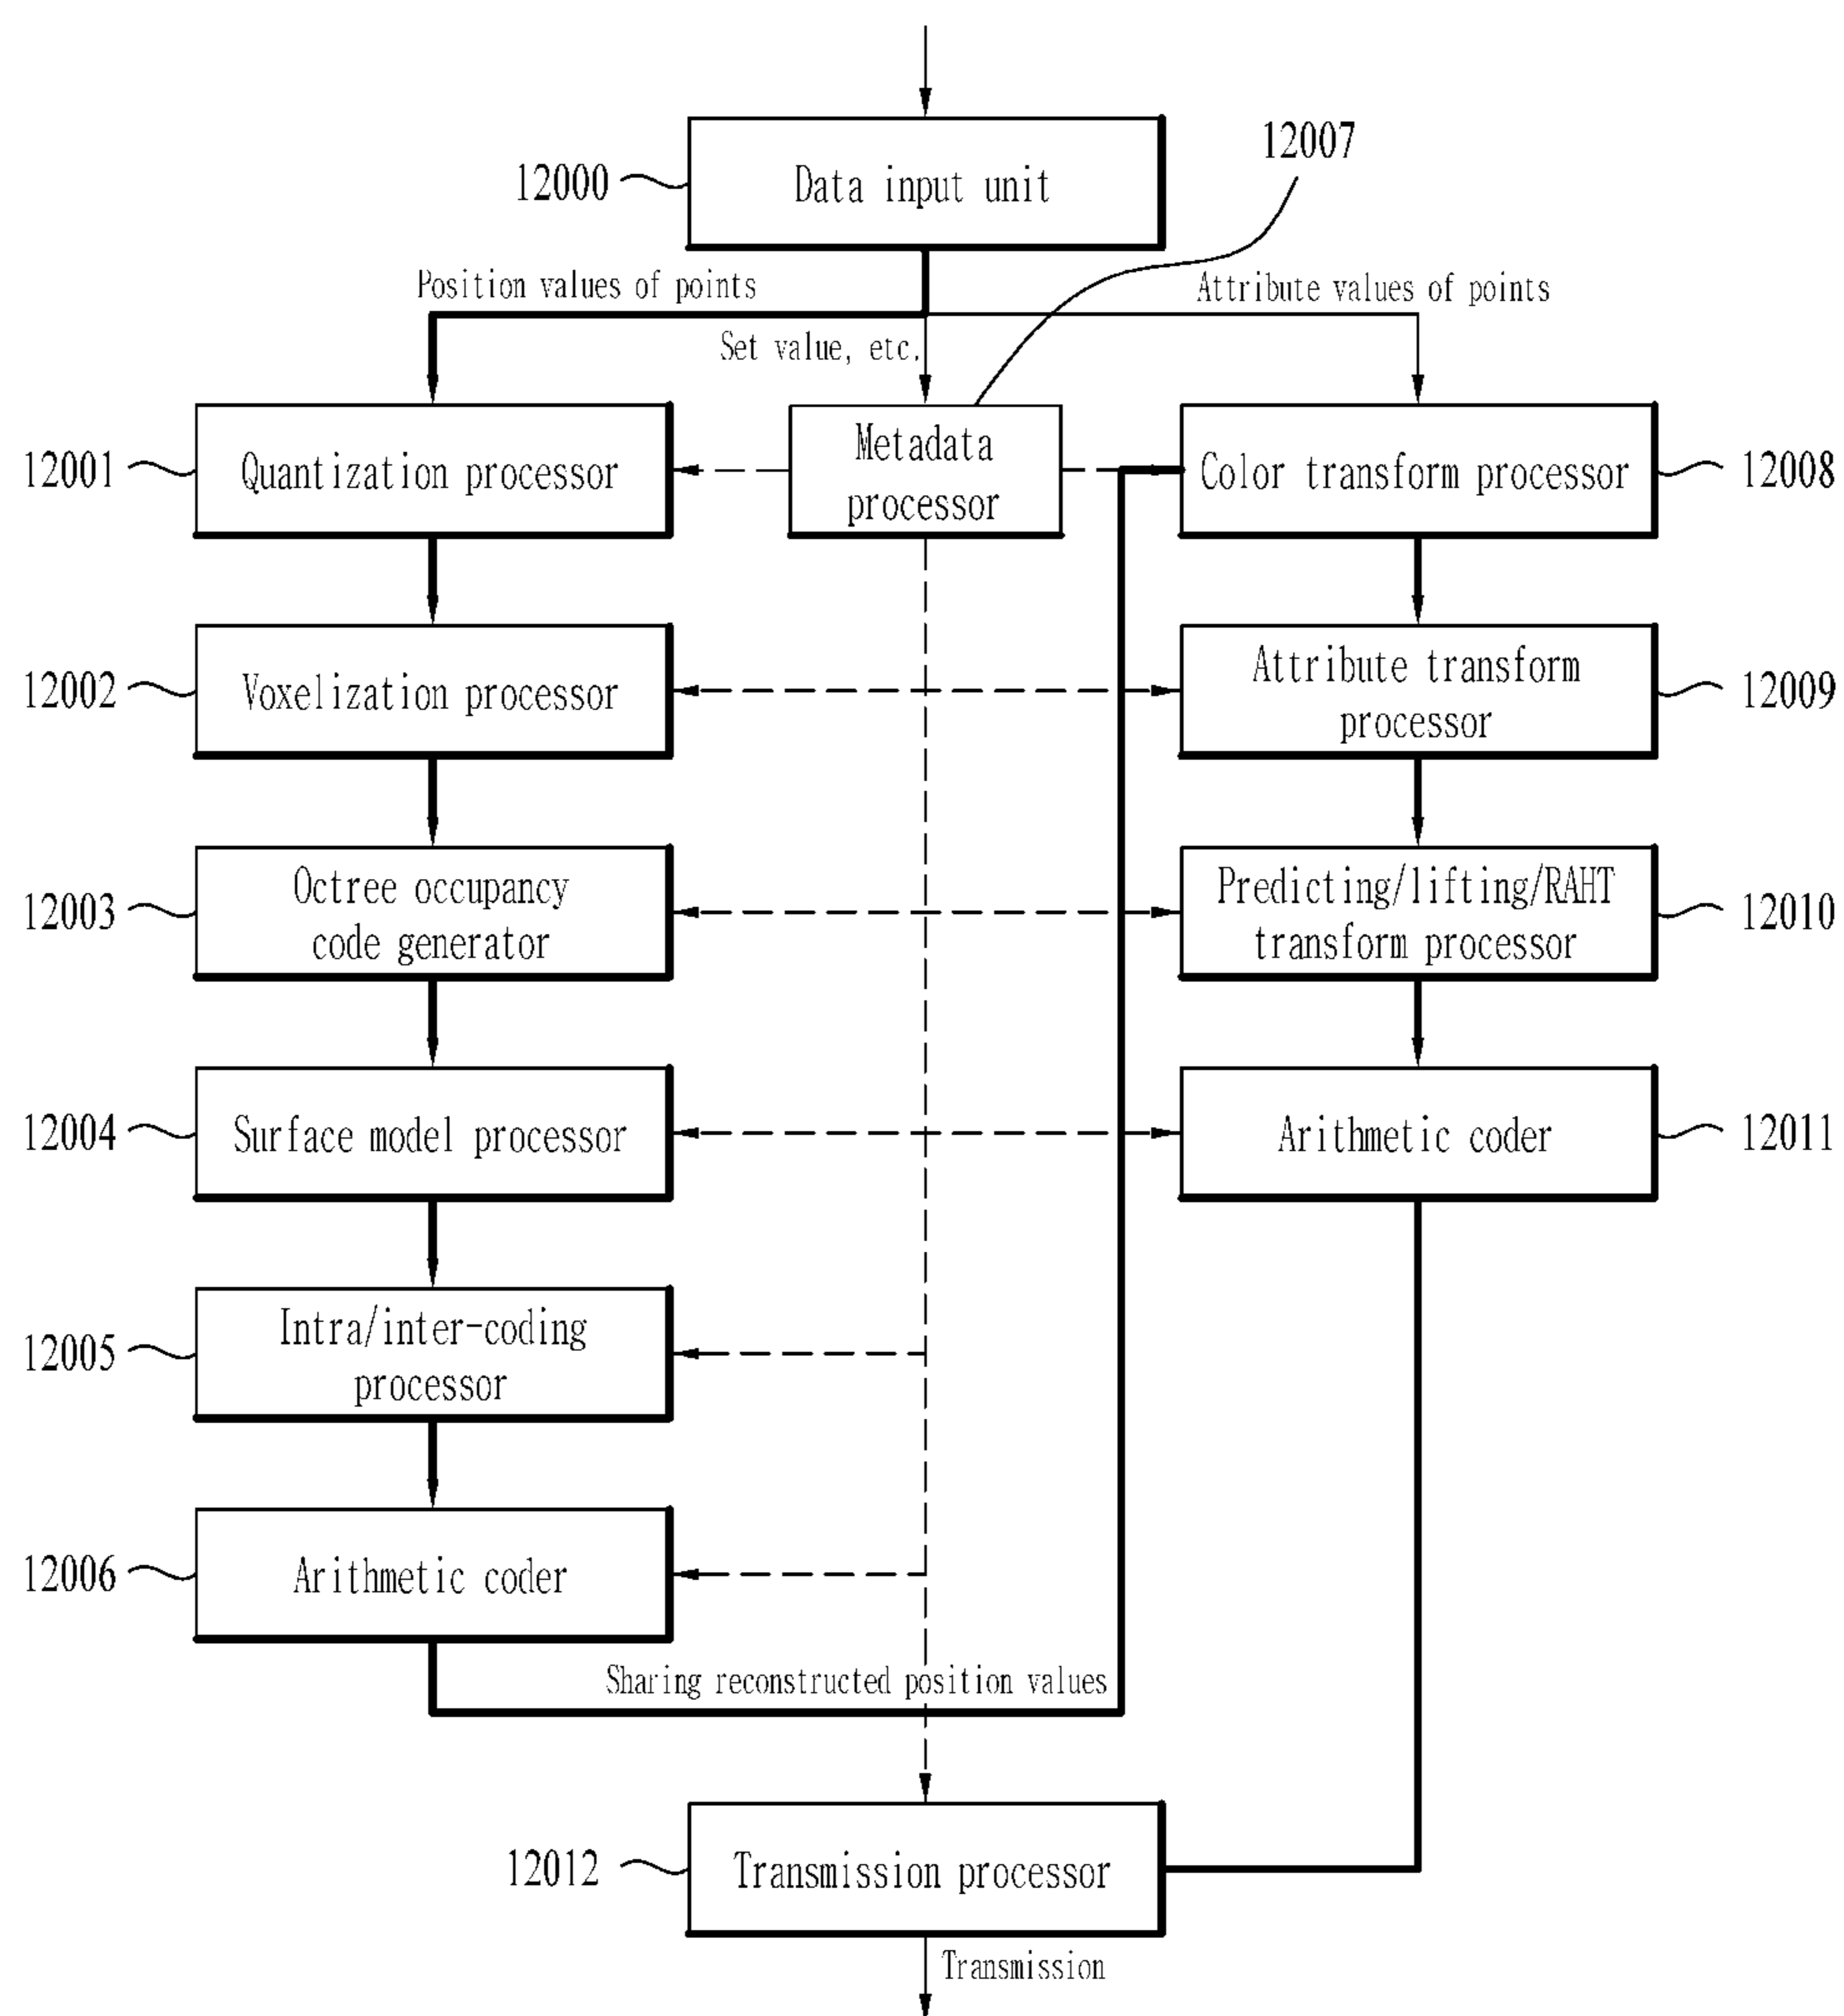 12007
12000
Data input unit
Position values of points
Attribute values of points
Set value, etc.
12001
Quantization processor
Metadata
processor
Color transform processor
12008
12002
Voxelization processor
Attribute transform
processor
12009
12003
Octree occupancy
code generator
Predicting/lifting/RAHT
transform processor
12010
12004
Surface model processor
Arithmetic coder
12011
12005
Intra/inter-coding
processor
12006
Arithmetic coder
Sharing reconstructed position values
12012
Transmission processor
Transmission